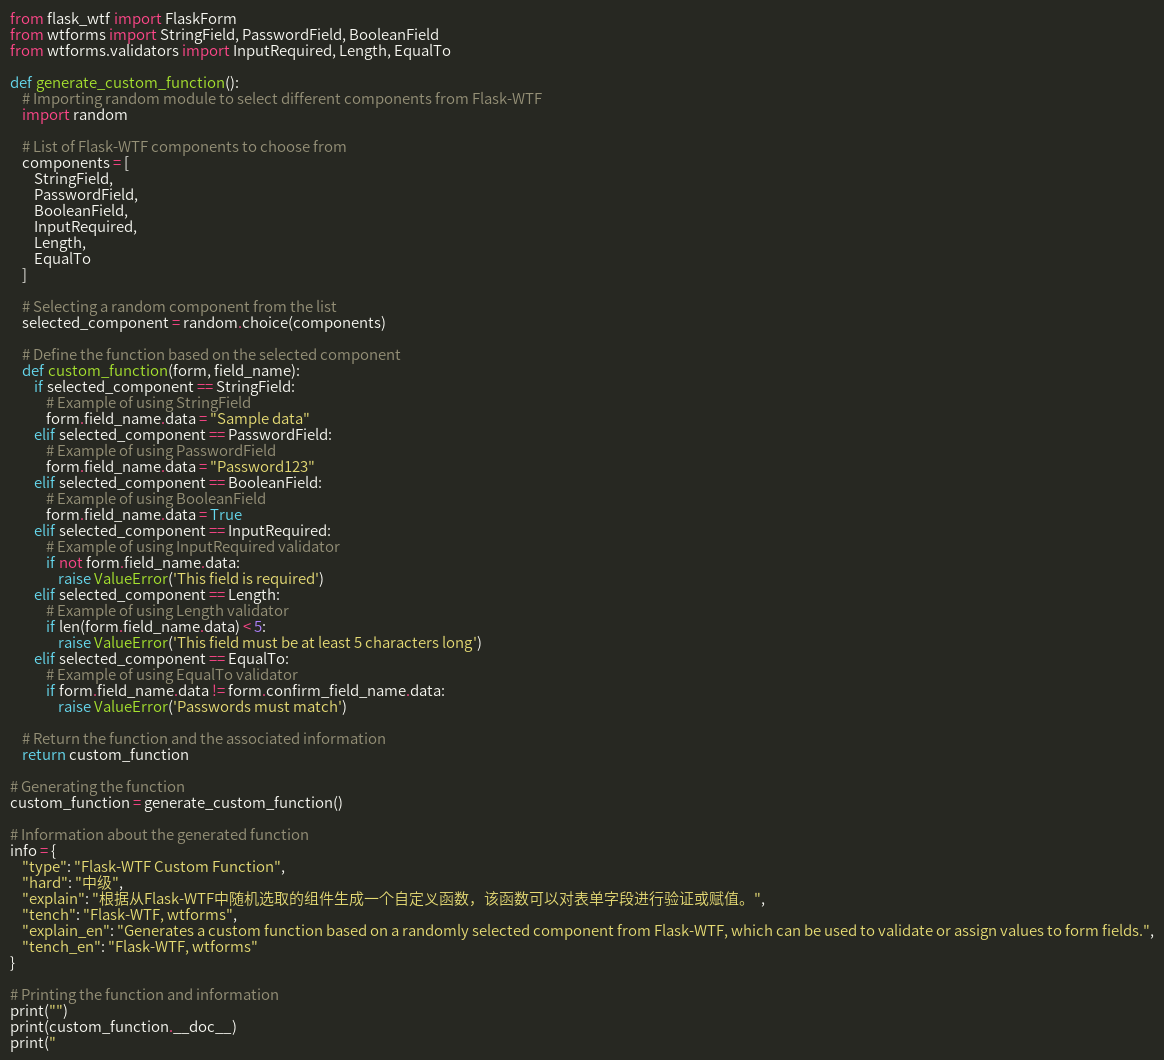 from flask_wtf import FlaskForm
from wtforms import StringField, PasswordField, BooleanField
from wtforms.validators import InputRequired, Length, EqualTo

def generate_custom_function():
    # Importing random module to select different components from Flask-WTF
    import random

    # List of Flask-WTF components to choose from
    components = [
        StringField,
        PasswordField,
        BooleanField,
        InputRequired,
        Length,
        EqualTo
    ]

    # Selecting a random component from the list
    selected_component = random.choice(components)

    # Define the function based on the selected component
    def custom_function(form, field_name):
        if selected_component == StringField:
            # Example of using StringField
            form.field_name.data = "Sample data"
        elif selected_component == PasswordField:
            # Example of using PasswordField
            form.field_name.data = "Password123"
        elif selected_component == BooleanField:
            # Example of using BooleanField
            form.field_name.data = True
        elif selected_component == InputRequired:
            # Example of using InputRequired validator
            if not form.field_name.data:
                raise ValueError('This field is required')
        elif selected_component == Length:
            # Example of using Length validator
            if len(form.field_name.data) < 5:
                raise ValueError('This field must be at least 5 characters long')
        elif selected_component == EqualTo:
            # Example of using EqualTo validator
            if form.field_name.data != form.confirm_field_name.data:
                raise ValueError('Passwords must match')

    # Return the function and the associated information
    return custom_function

# Generating the function
custom_function = generate_custom_function()

# Information about the generated function
info = {
    "type": "Flask-WTF Custom Function",
    "hard": "中级",
    "explain": "根据从Flask-WTF中随机选取的组件生成一个自定义函数，该函数可以对表单字段进行验证或赋值。",
    "tench": "Flask-WTF, wtforms",
    "explain_en": "Generates a custom function based on a randomly selected component from Flask-WTF, which can be used to validate or assign values to form fields.",
    "tench_en": "Flask-WTF, wtforms"
}

# Printing the function and information
print("")
print(custom_function.__doc__)
print("